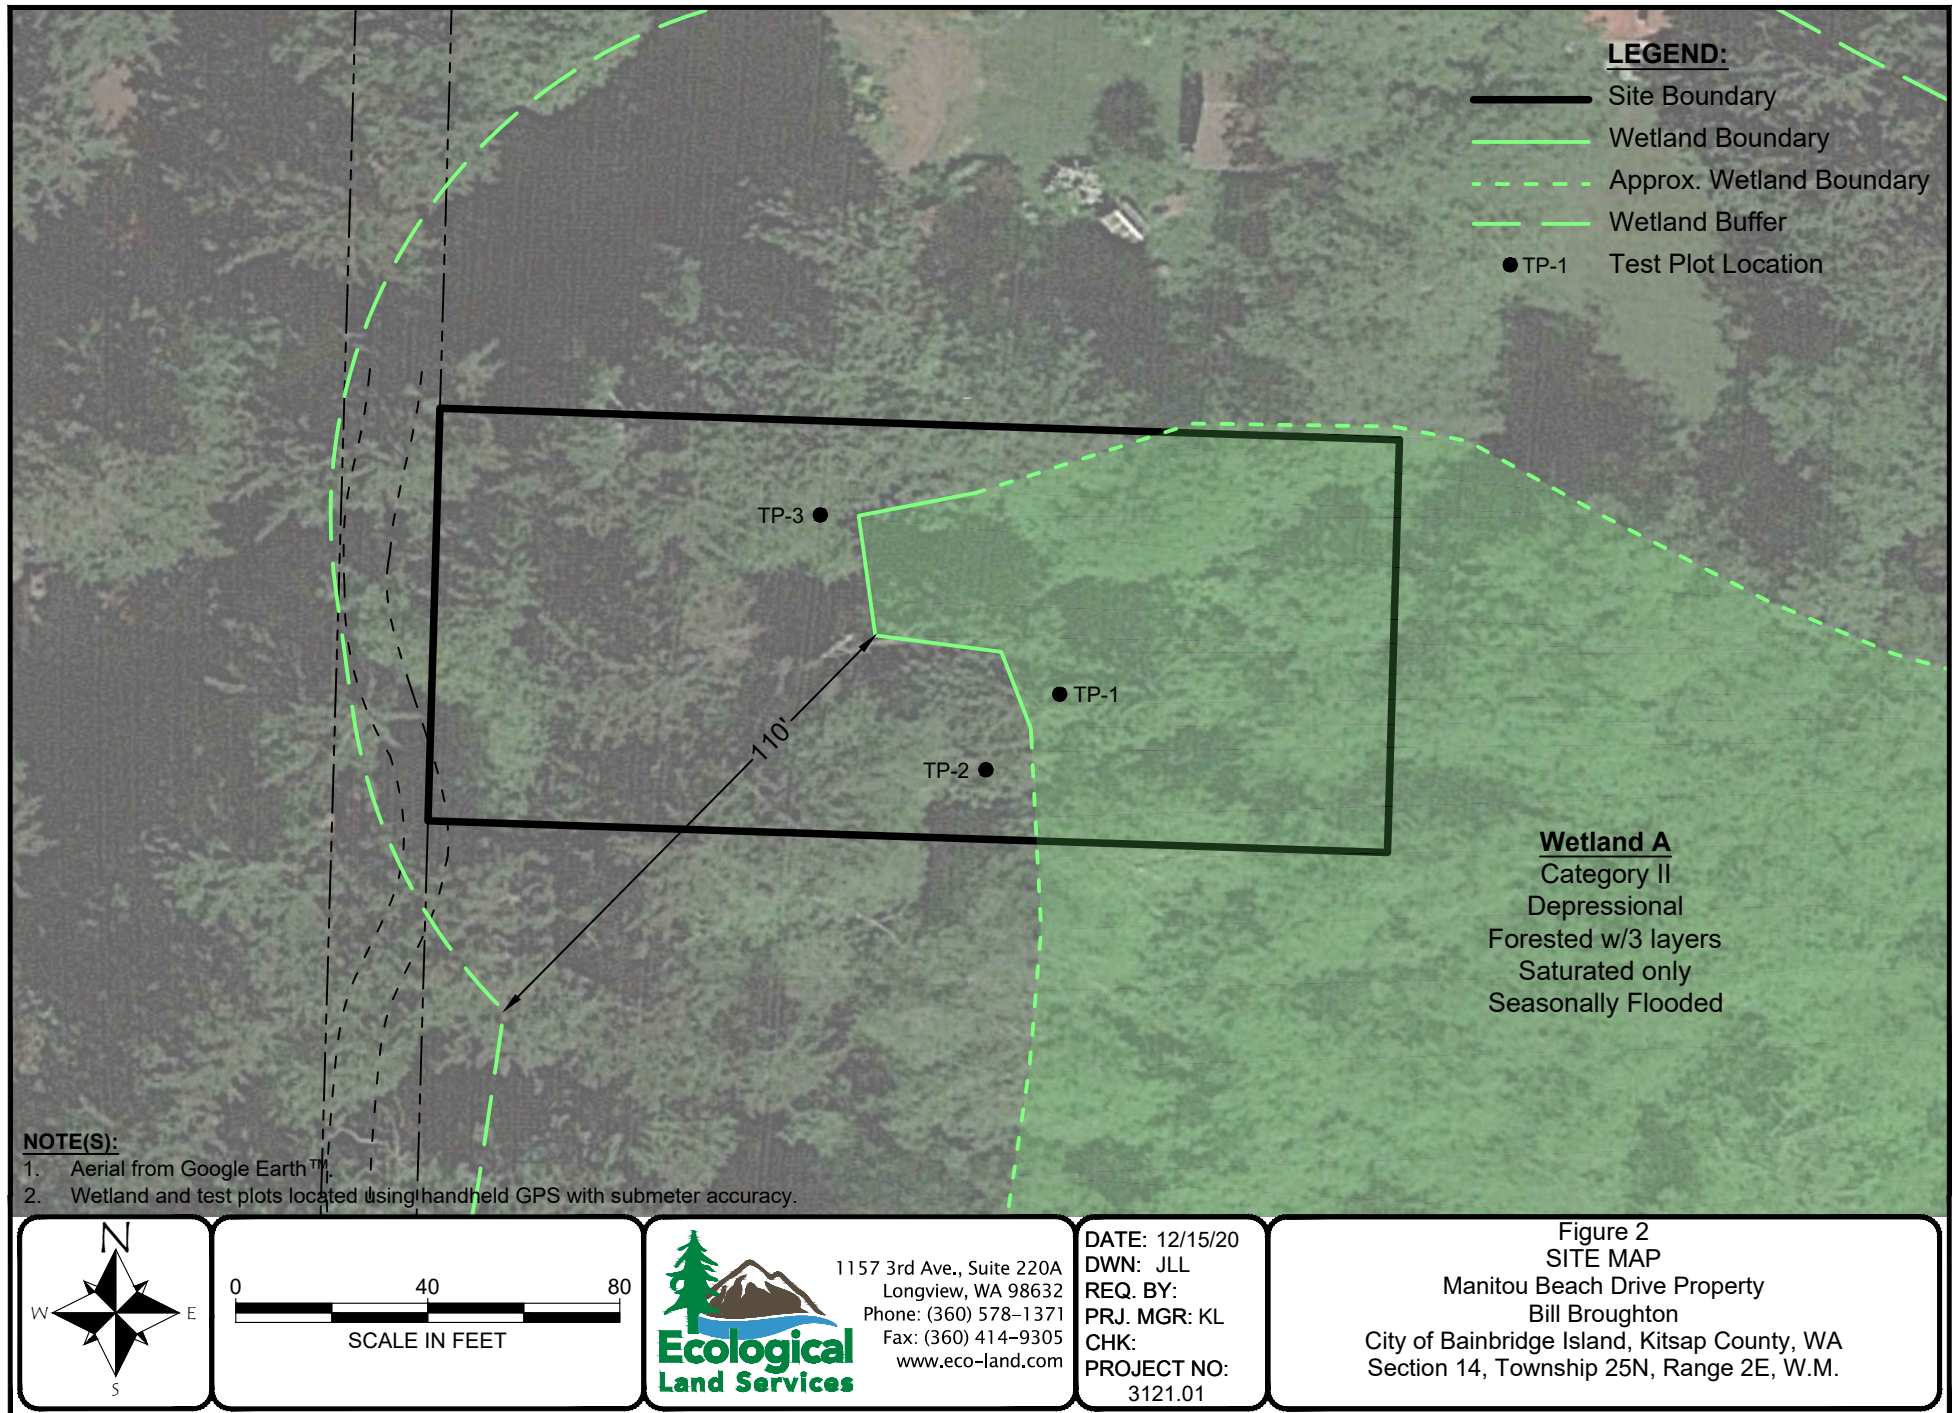 LEGEND:
Site Boundary
Wetland Boundary
Approx. Wetland Boundary
Wetland Buffer
TP-1 Test Plot Location
TP-3
TP-1
110'
TP-2
Wetland A
Category II
Depressional
Forested w/3 layers
Saturated only
Seasonally Flooded
NOTE(S):
1. Aerial from Google Earth™.
2. Wetland and test plots located using handheld GPS with submeter accuracy.
N
W E
S
0 40 80
SCALE IN FEET
Ecological
Land Services
1157 3rd Ave., Suite 220A
Longview, WA 98632
Phone: (360) 578-1371
Fax: (360) 414-9305
www.eco-land.com
DATE: 12/15/20
DWN: JLL
REQ. BY:
PRJ. MGR: KL
CHK:
PROJECT NO:
3121.01
Figure 2
SITE MAP
Manitou Beach Drive Property
Bill Broughton
City of Bainbridge Island, Kitsap County, WA
Section 14, Township 25N, Range 2E, W.M.